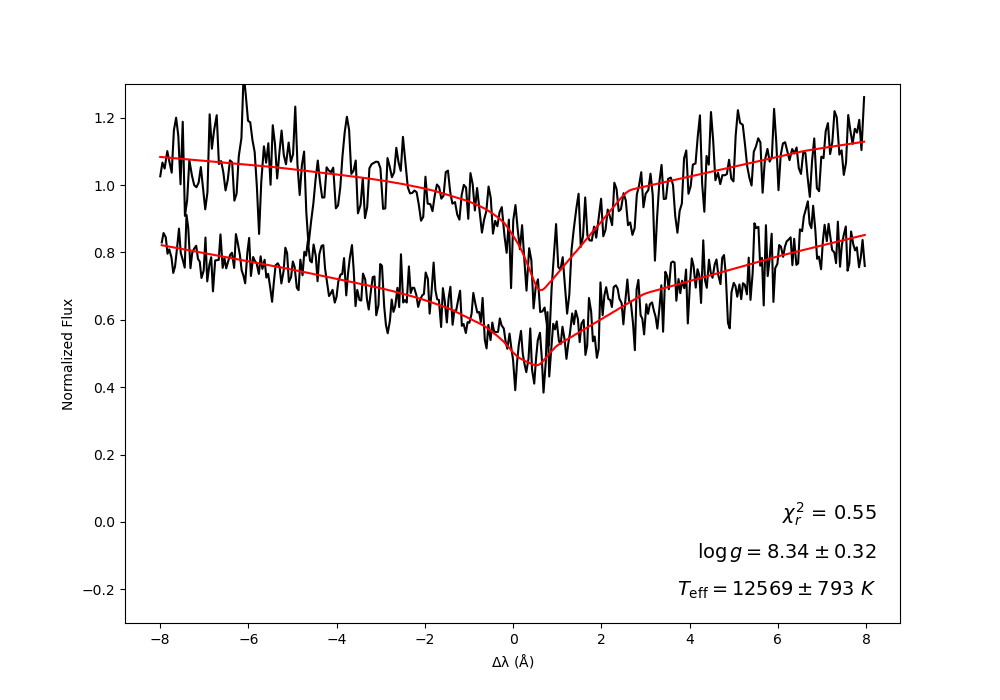 1.2
1.0
0.8
0.6
0.4
0.2
0.0
−0.2
Normalized Flux
χ²ᵣ = 0.55
log g = 8.34 ± 0.32
T_eff = 12569 ± 793 K
−8 −6 −4 −2 0 2 4 6 8
Δλ (Å)